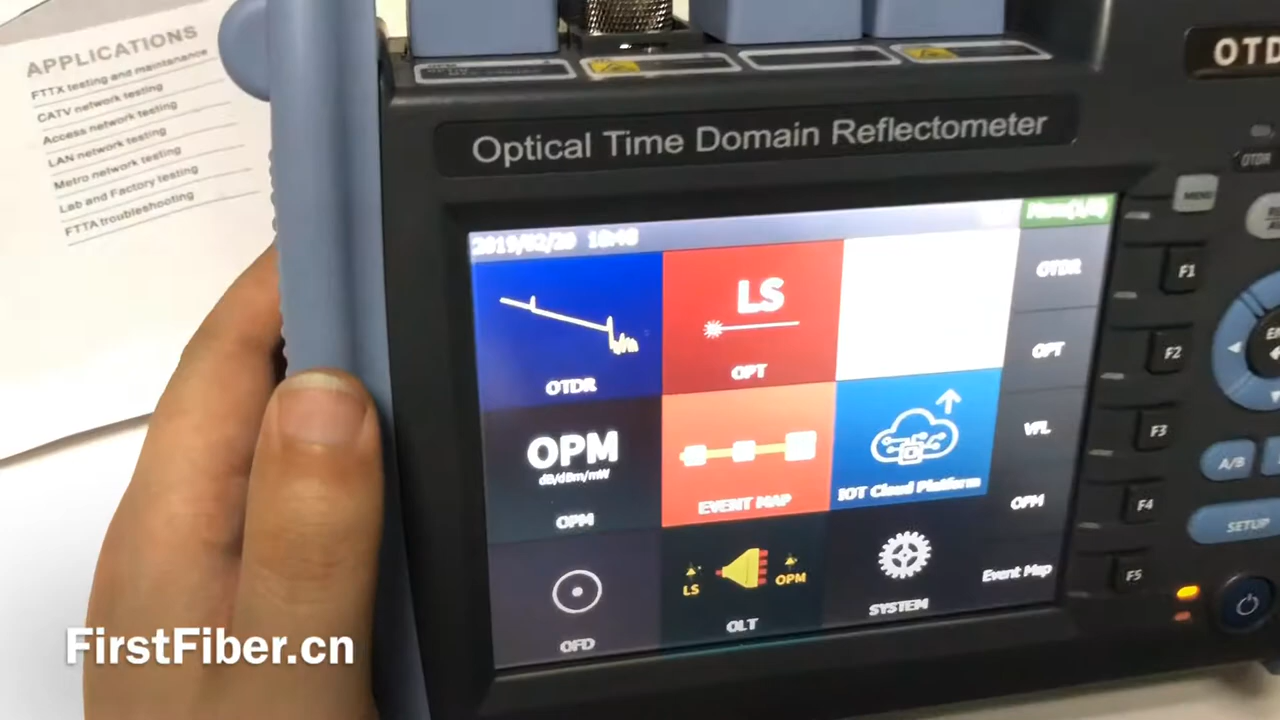 APPLICATIONS
FTTX testing and maintenance
CATV network testing
Access network testing
LAN network testing
Metro network testing
Lab and Factory testing
FTTA troubleshooting
OTD
Optical Time Domain Reflectometer
OTDR
MENU
2019/02/20
OTDR
LS
OPT
OPM
dB/dBm/mW
OPM
EVENT MAP
IOT Cloud Platform
OFD
LS
OPM
OLT
SYSTEM
OTDR
OPT
VFL
OPM
Event Map
F1
F2
F3
F4
F5
A/B
SETUP
FirstFiber.cn